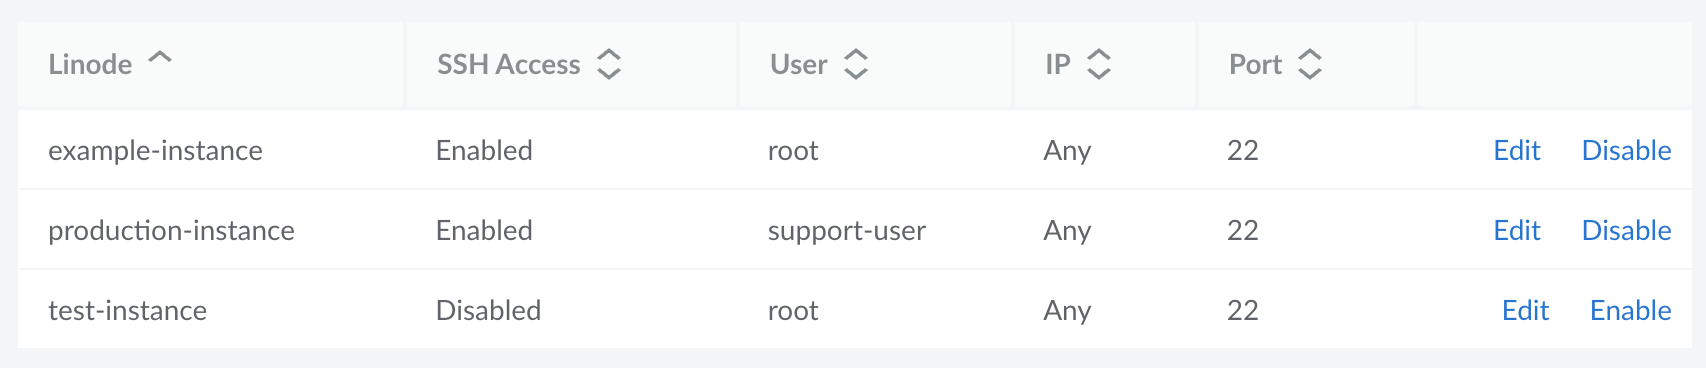 Linode SSH Access User IP Port
example-instance Enabled root Any 22 Edit Disable
production-instance Enabled support-user Any 22 Edit Disable
test-instance Disabled root Any 22 Edit Enable